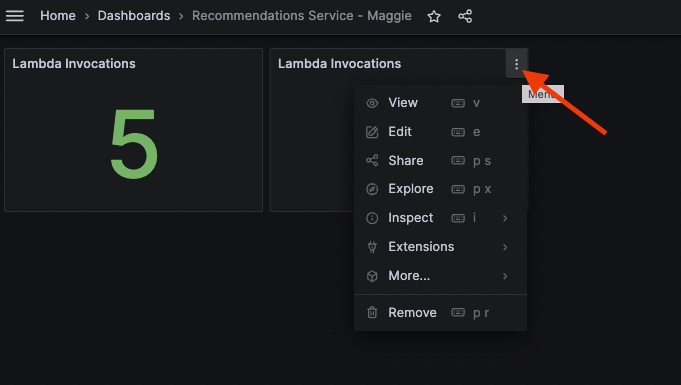 Home > Dashboards > Recommendations Service - Maggie
Lambda Invocations
5
Lambda Invocations
Menu
View v
Edit e
Share p s
Explore p x
Inspect i >
Extensions >
More... >
Remove p r